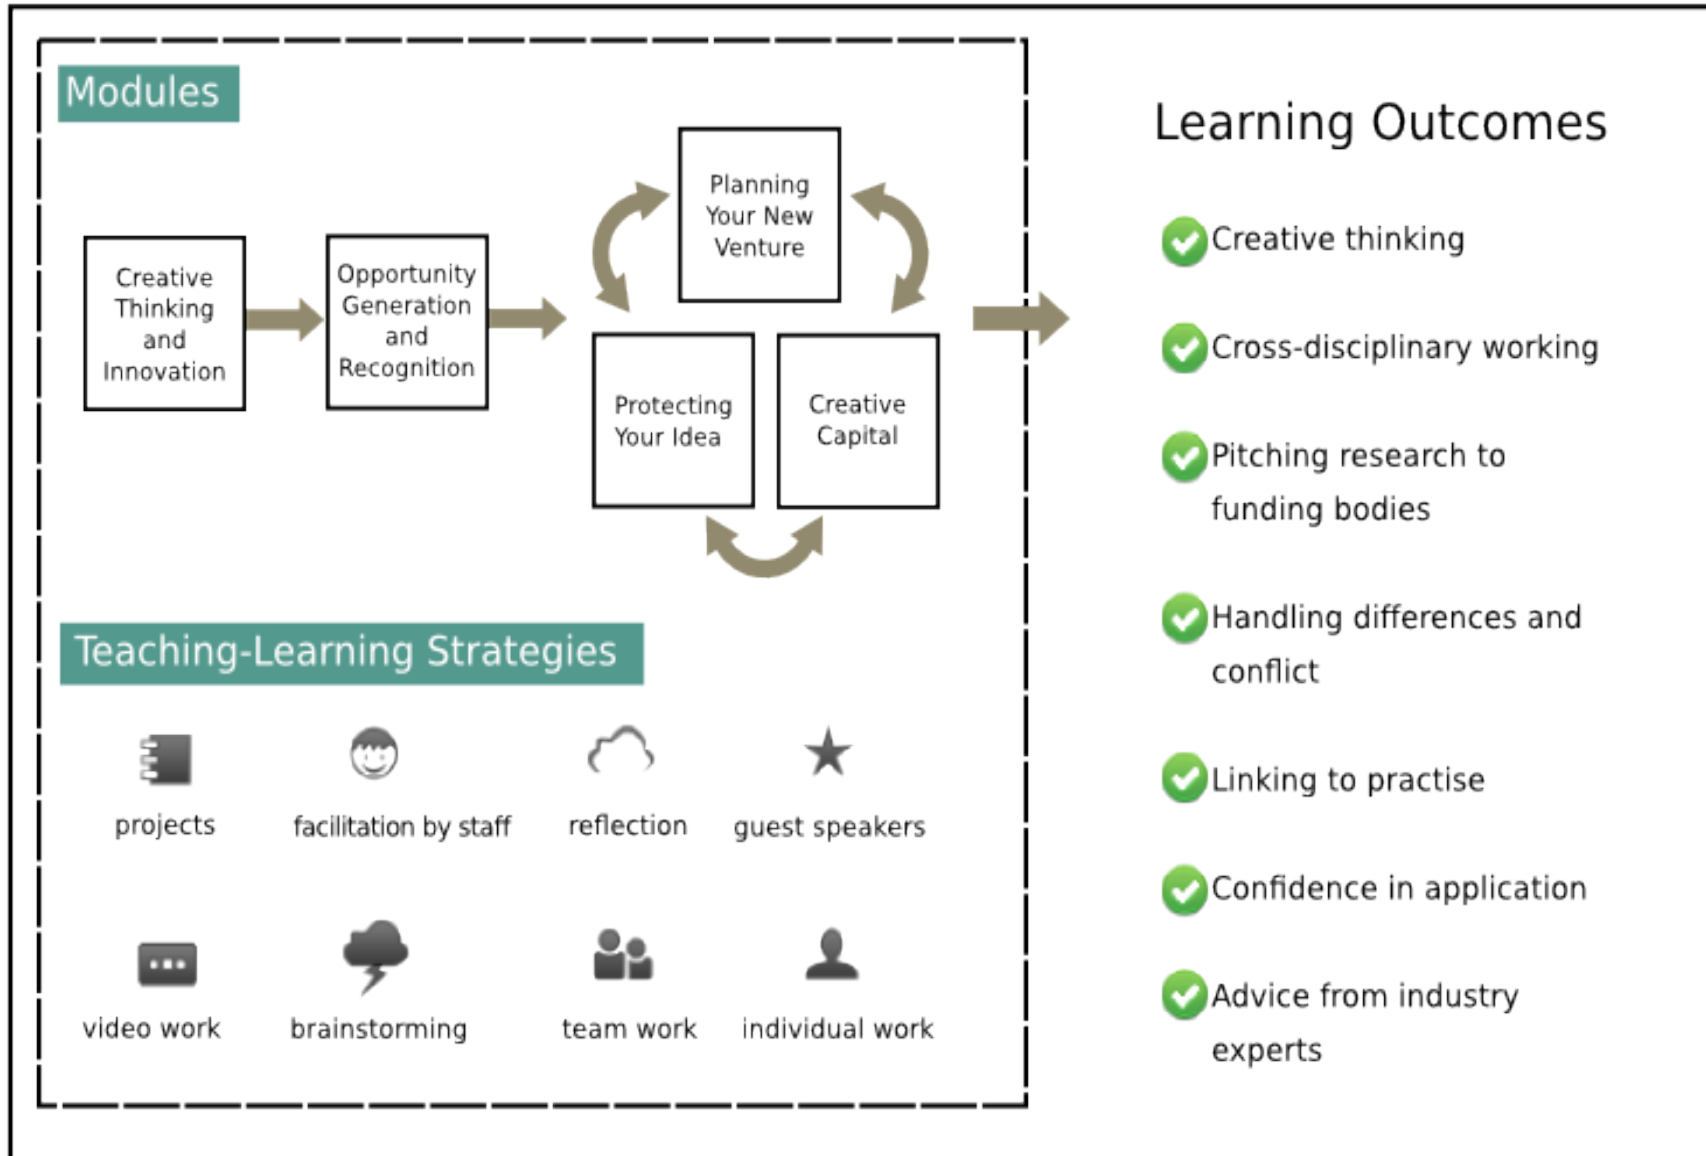 Modules
Creative
Thinking
and
Innovation
Opportunity
Generation
and
Recognition
Planning
Your New
Venture
Protecting
Your Idea
Creative
Capital
Teaching-Learning Strategies
projects
facilitation by staff
reflection
guest speakers
video work
brainstorming
team work
individual work
Learning Outcomes
Creative thinking
Cross-disciplinary working
Pitching research to
funding bodies
Handling differences and
conflict
Linking to practise
Confidence in application
Advice from industry
experts